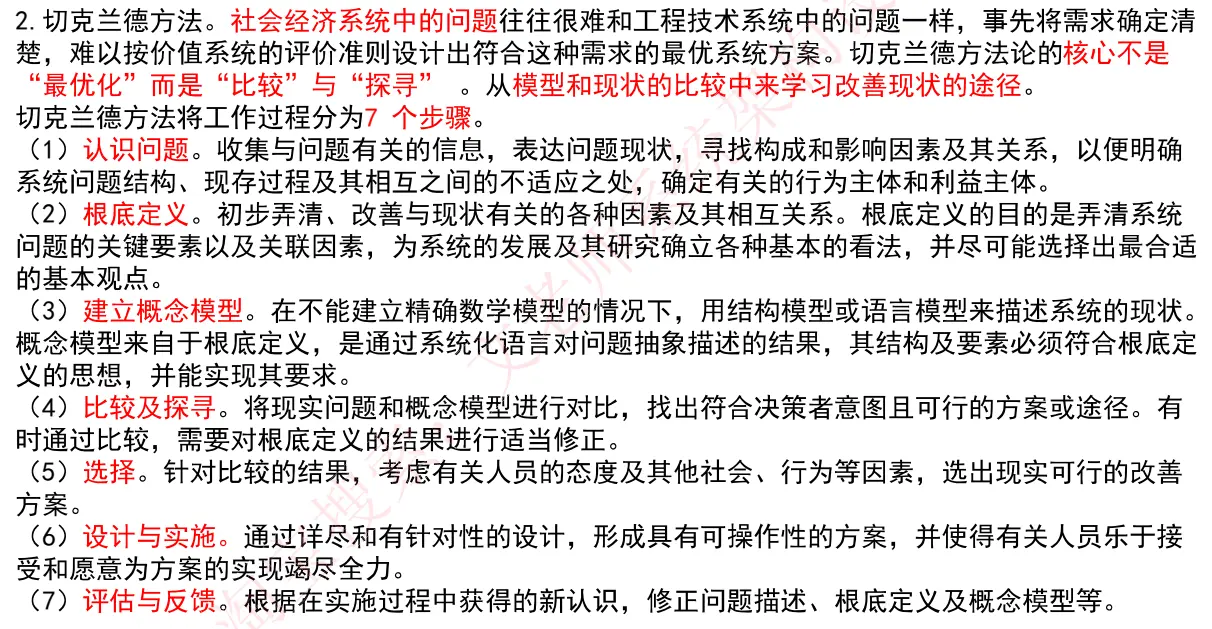 2.切克兰德方法。社会经济系统中的问题往往很难和工程技术系统中的问题一样，事先将需求确定清
楚，难以按价值系统的评价准则设计出符合这种需求的最优系统方案。切克兰德方法论的核心不是
“最优化”而是“比较”与“探寻” 。从模型和现状的比较中来学习改善现状的途径。
切克兰德方法将工作过程分为7 个步骤。
（1）认识问题。收集与问题有关的信息，表达问题现状，寻找构成和影响因素及其关系，以便明确
系统问题结构、现存过程及其相互之间的不适应之处，确定有关的行为主体和利益主体。
（2）根底定义。初步弄清、改善与现状有关的各种因素及其相互关系。根底定义的目的是弄清系统
问题的关键要素以及关联因素，为系统的发展及其研究确立各种基本的看法，并尽可能选择出最合适
的基本观点。
（3）建立概念模型。在不能建立精确数学模型的情况下，用结构模型或语言模型来描述系统的现状。
概念模型来自于根底定义，是通过系统化语言对问题抽象描述的结果，其结构及要素必须符合根底定
义的思想，并能实现其要求。
（4）比较及探寻。将现实问题和概念模型进行对比，找出符合决策者意图且可行的方案或途径。有
时通过比较，需要对根底定义的结果进行适当修正。
（5）选择。针对比较的结果，考虑有关人员的态度及其他社会、行为等因素，选出现实可行的改善
方案。
（6）设计与实施。通过详尽和有针对性的设计，形成具有可操作性的方案，并使得有关人员乐于接
受和愿意为方案的实现竭尽全力。
（7）评估与反馈。根据在实施过程中获得的新认识，修正问题描述、根底定义及概念模型等。